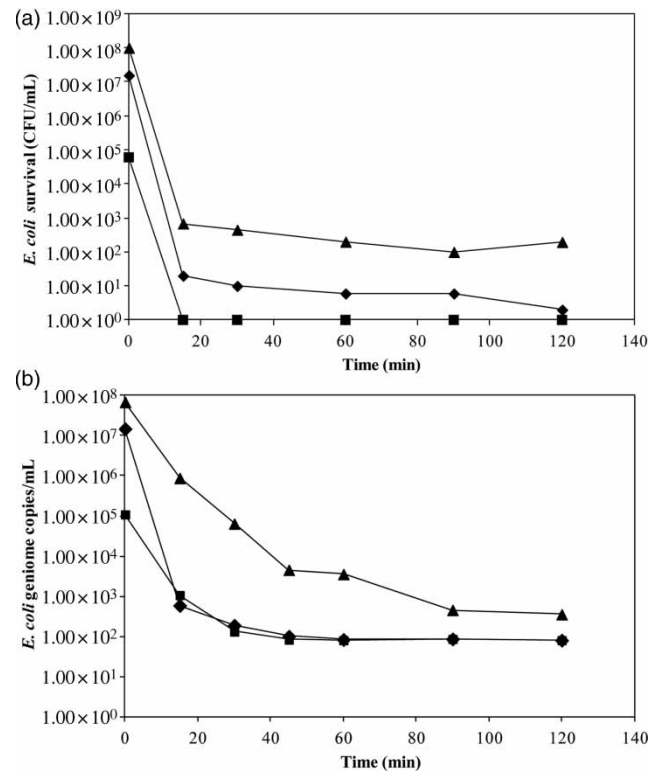 (a)
1.00×10⁹
1.00×10⁸
1.00×10⁷
1.00×10⁶
1.00×10⁵
1.00×10⁴
1.00×10³
1.00×10²
1.00×10¹
1.00×10⁰
E. coli survival (CFU/mL)
0 20 40 60 80 100 120 140
Time (min)
(b)
1.00×10⁸
1.00×10⁷
1.00×10⁶
1.00×10⁵
1.00×10⁴
1.00×10³
1.00×10²
1.00×10¹
1.00×10⁰
E. coli geniome copies/mL
0 20 40 60 80 100 120 140
Time (min)